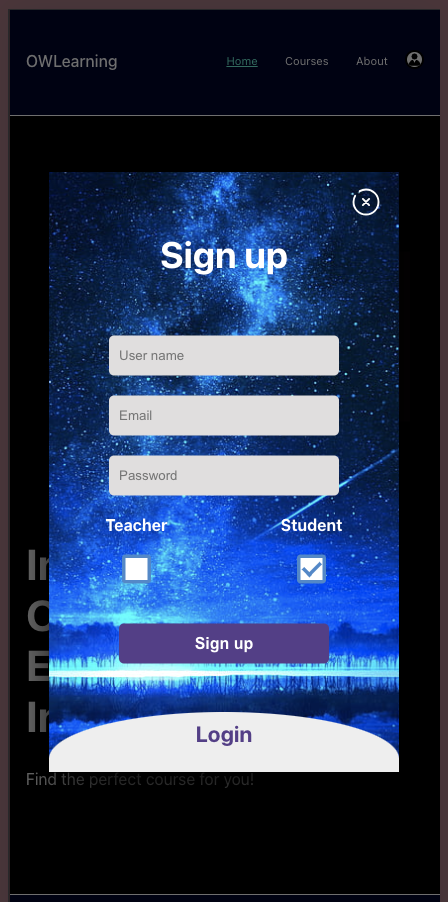 OWLearning
Home Courses About
Sign up
User name
Email
Password
Teacher Student
Sign up
Login
Find the perfect course for you!